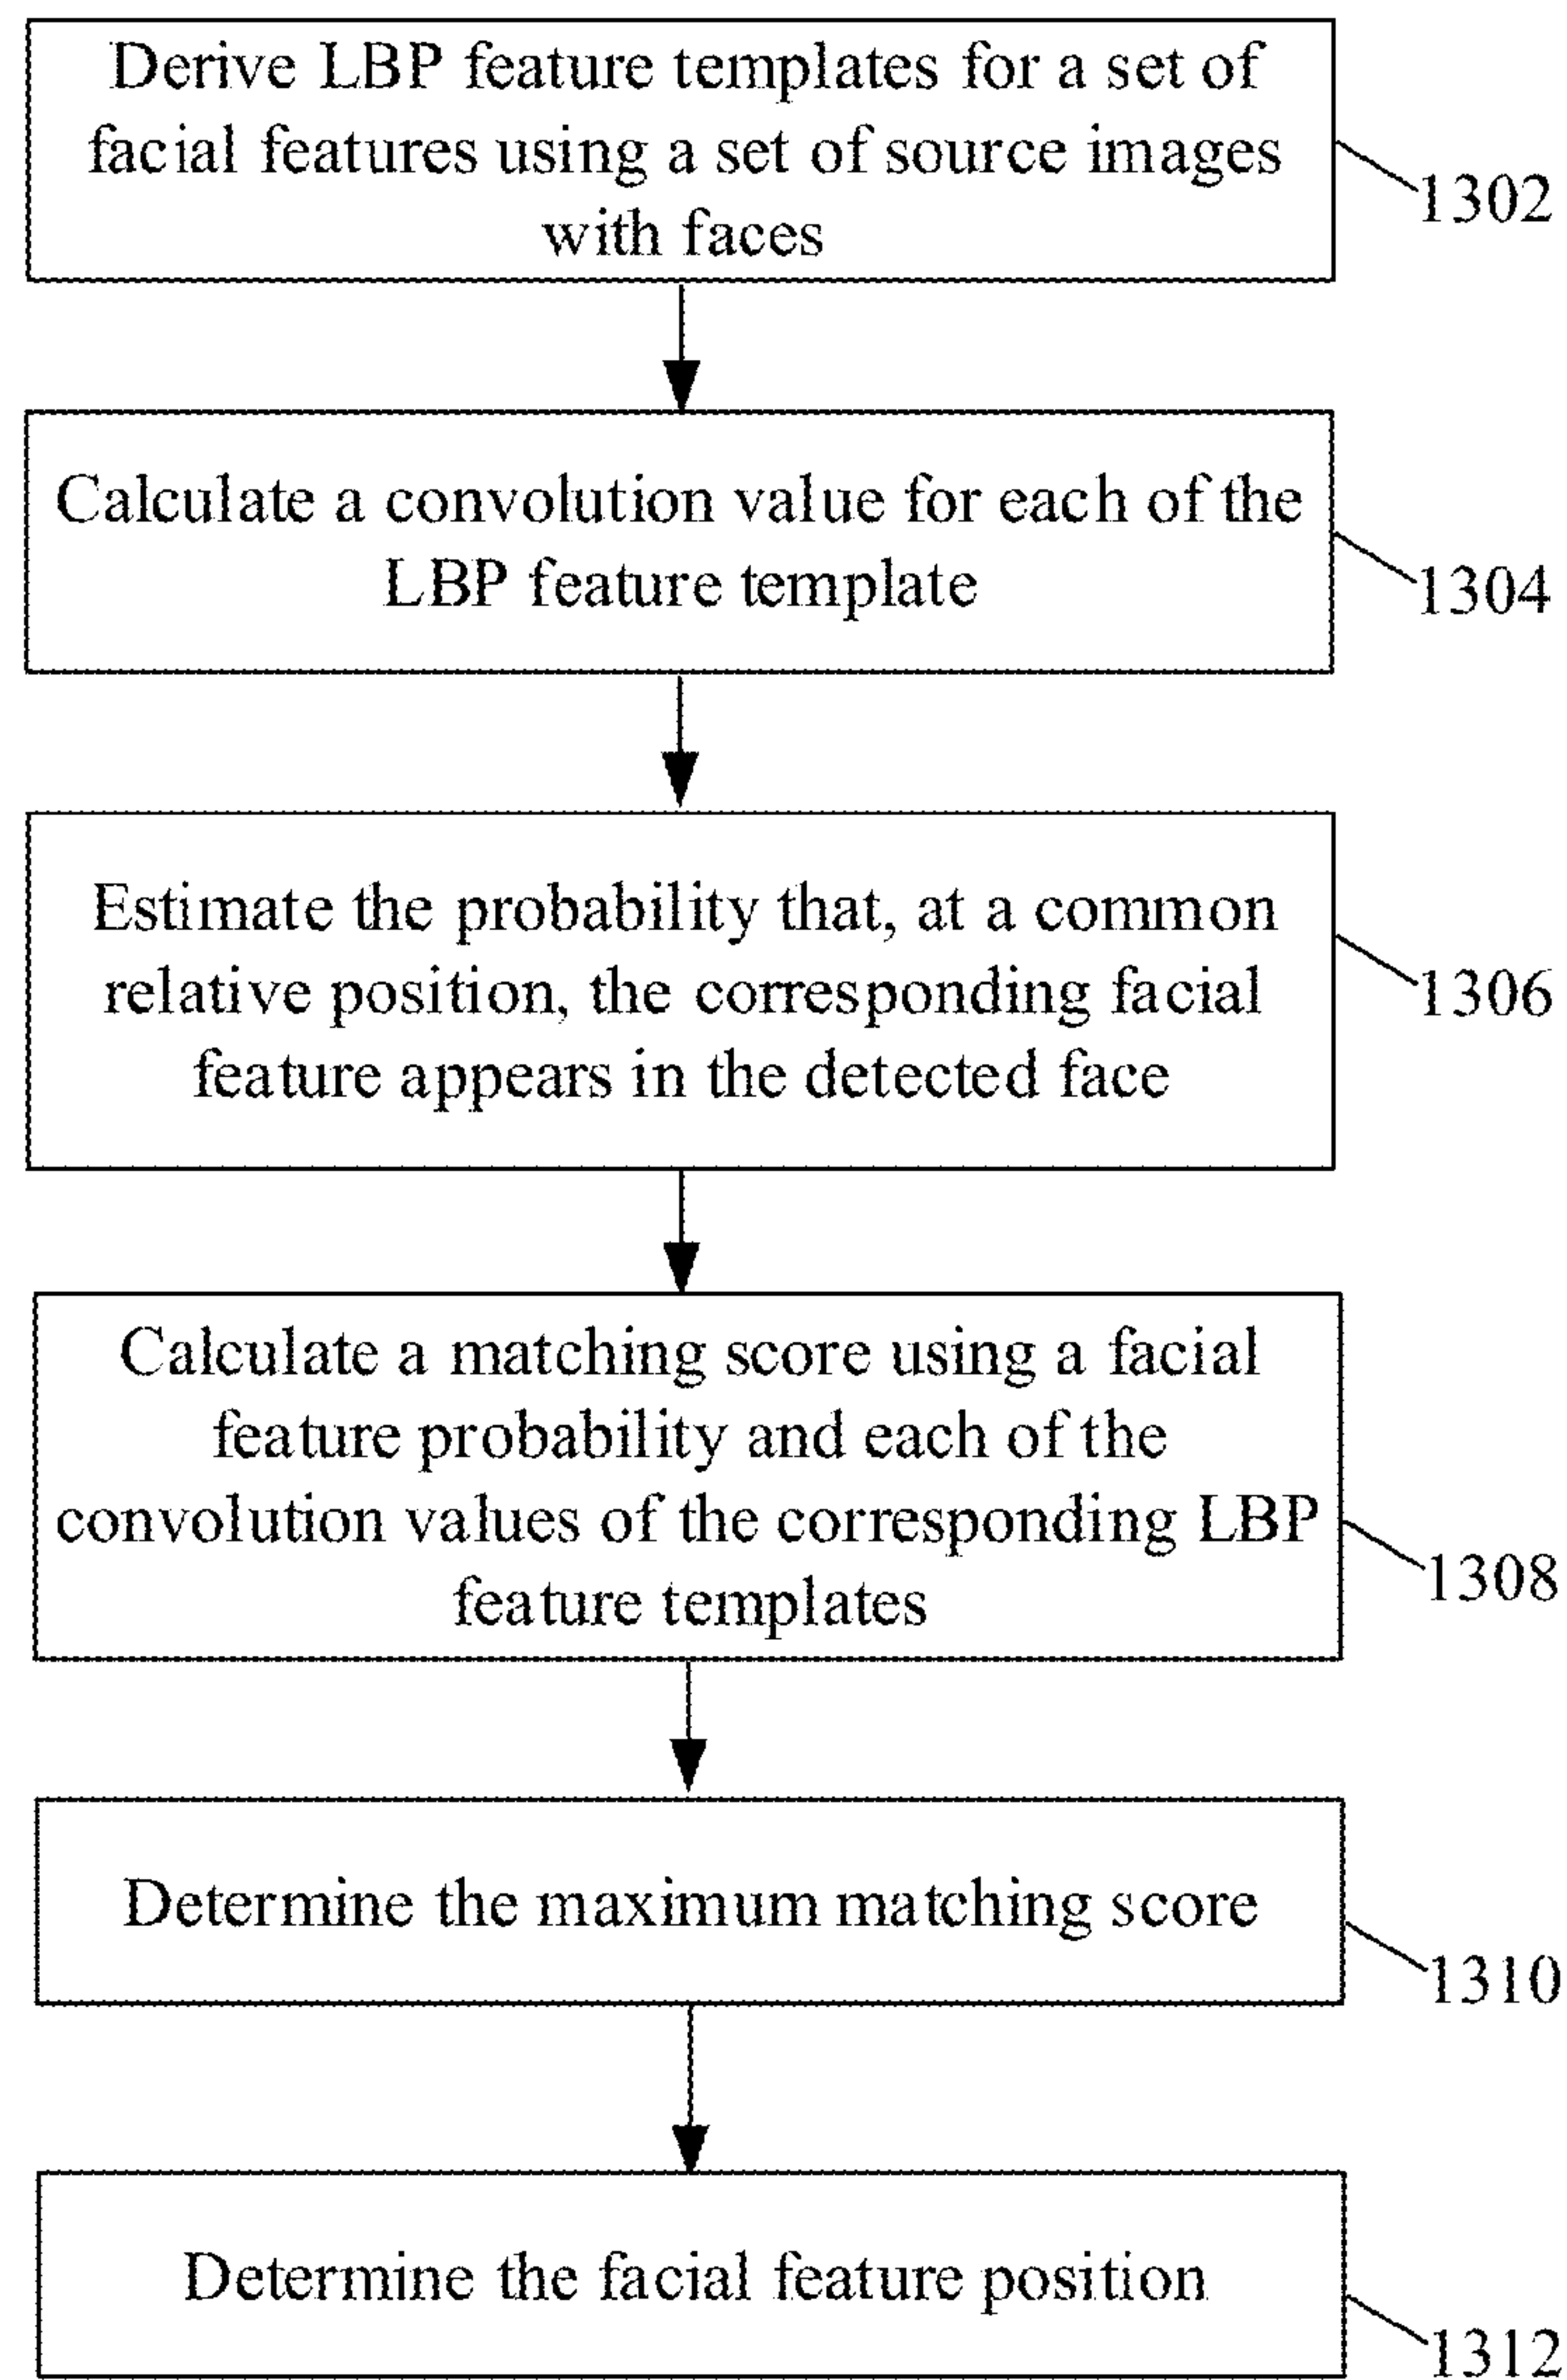 Derive LBP feature templates for a set of
facial features using a set of source images
with faces
1302
Calculate a convolution value for each of the
LBP feature template
1304
Estimate the probability that, at a common
relative position, the corresponding facial
feature appears in the detected face
1306
Calculate a matching score using a facial
feature probability and each of the
convolution values of the corresponding LBP
feature templates
1308
Determine the maximum matching score
1310
Determine the facial feature position
1312